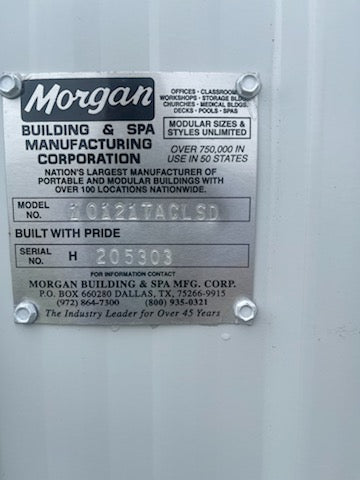 Morgan
OFFICES · CLASSROOMS
WORKSHOPS · STORAGE BLDGS
CHURCHES · MEDICAL BLDGS.
DECKS · POOLS · SPAS
BUILDING & SPA
MANUFACTURING
CORPORATION
MODULAR SIZES &
STYLES UNLIMITED
OVER 750,000 IN
USE IN 50 STATES
NATION'S LARGEST MANUFACTURER OF
PORTABLE AND MODULAR BUILDINGS WITH
OVER 100 LOCATIONS NATIONWIDE.
MODEL NO. 10121TACLSD
BUILT WITH PRIDE
SERIAL NO. H 205303
FOR INFORMATION CONTACT
MORGAN BUILDING & SPA MFG. CORP.
P.O. BOX 660280 DALLAS, TX, 75266-9915
(972) 864-7300 (800) 935-0321
The Industry Leader for Over 45 Years